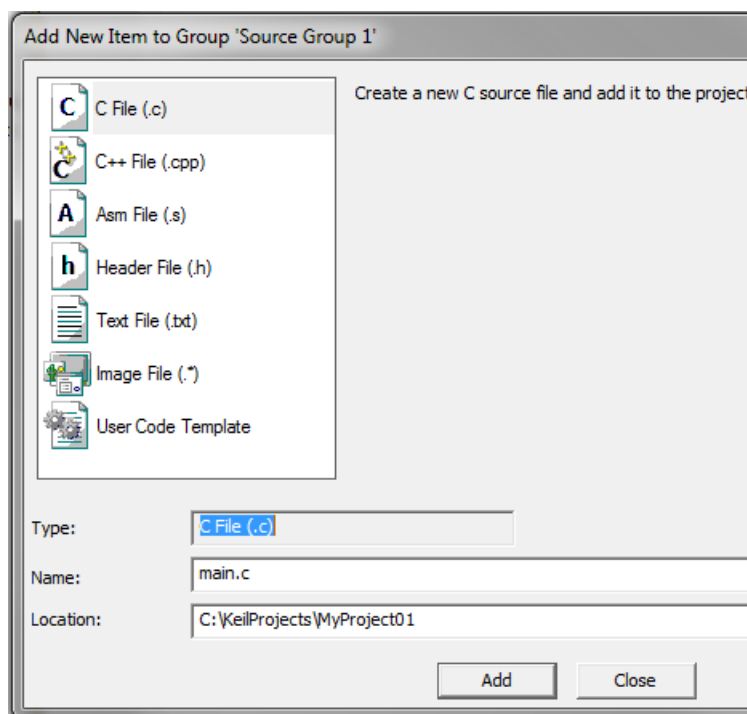 Add New Item to Group 'Source Group 1'
C File (.c)
Create a new C source file and add it to the project
C++ File (.cpp)
Asm File (.s)
Header File (.h)
Text File (.txt)
Image File (.*)
User Code Template
Type:
C File (.c)
Name:
main.c
Location:
C:\KeilProjects\MyProject01
Add
Close